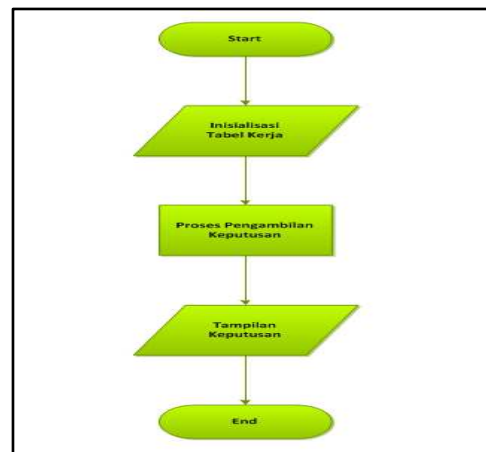 Start
Inisialisasi
Tabel Kerja
Proses Pengambilan
Keputusan
Tampilan
Keputusan
End